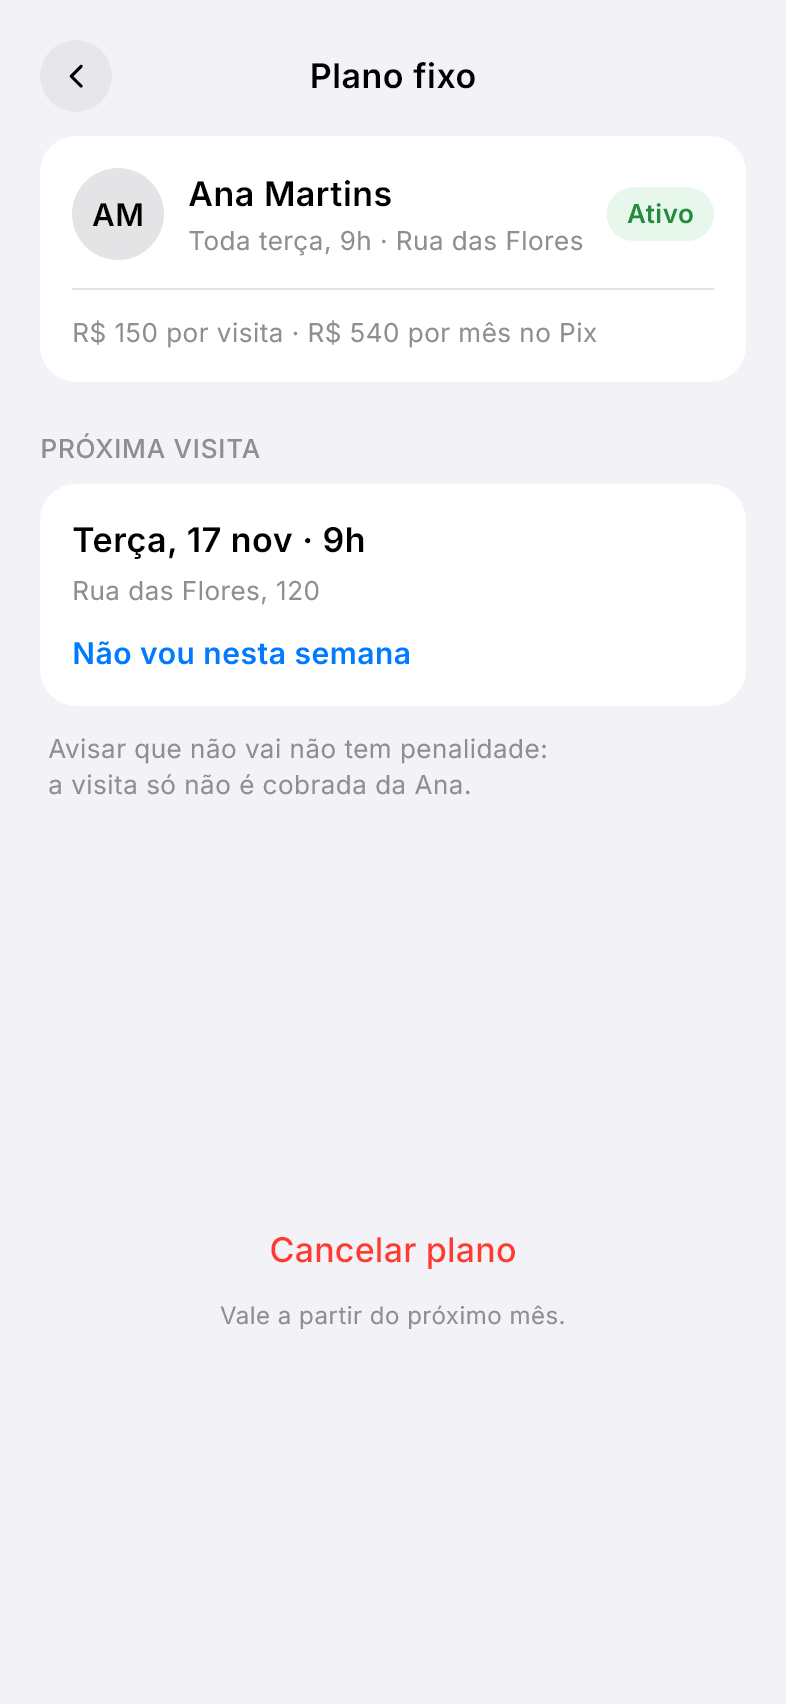 Plano fixo
AM
Ana Martins
Toda terça, 9h · Rua das Flores
Ativo
R$ 150 por visita · R$ 540 por mês no Pix
PRÓXIMA VISITA
Terça, 17 nov · 9h
Rua das Flores, 120
Não vou nesta semana
Avisar que não vai não tem penalidade:
a visita só não é cobrada da Ana.
Cancelar plano
Vale a partir do próximo mês.